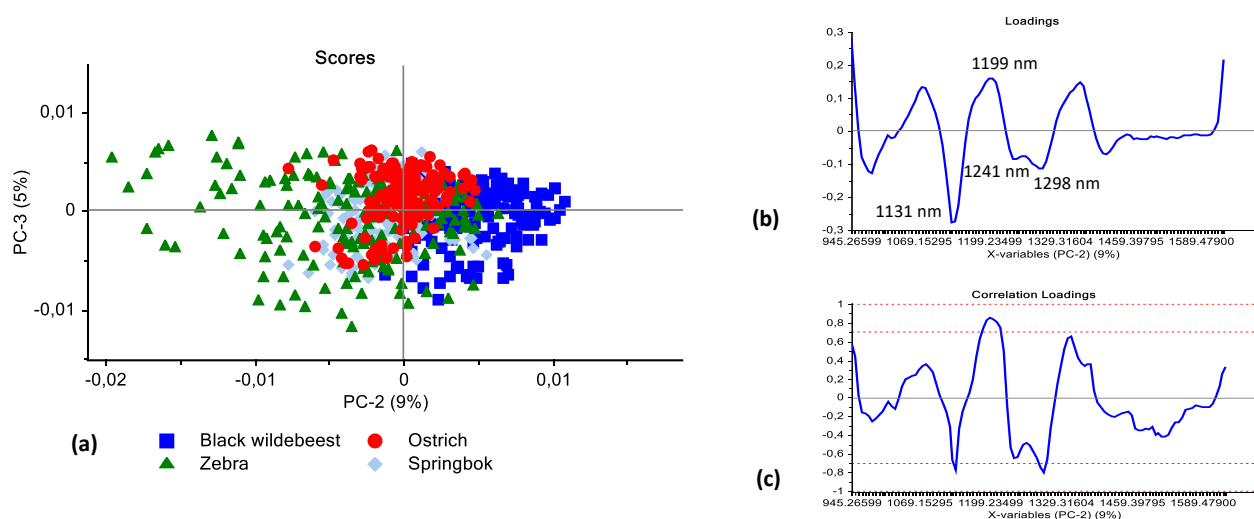 Scores
0,01
0
-0,01
PC-3 (5%)
-0,02
-0,01
0
0,01
PC-2 (9%)
(a)
Black wildebeest
Ostrich
Zebra
Springbok
Loadings
0,3
0,2
0,1
0
-0,1
-0,2
-0,3
1199 nm
1241 nm
1298 nm
1131 nm
(b)
945.26599 1069.15295 1199.23499 1329.31604 1459.39795 1589.47900
X-variables (PC-2) (9%)
Correlation Loadings
1
0,8
0,6
0,4
0,2
0
-0,2
-0,4
-0,6
-0,8
-1
(c)
945.26599 1069.15295 1199.23499 1329.31604 1459.39795 1589.47900
X-variables (PC-2) (9%)